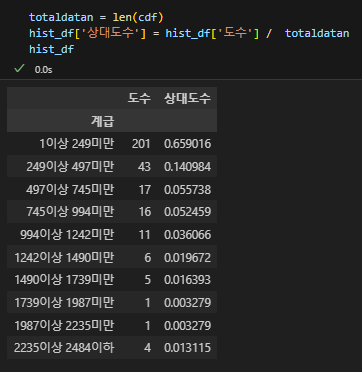 totaldatan = len(cdf)
hist_df['상대도수'] = hist_df['도수'] / totaldatan
hist_df
0.0s
도수 상대도수
계급
1이상 249미만 201 0.659016
249이상 497미만 43 0.140984
497이상 745미만 17 0.055738
745이상 994미만 16 0.052459
994이상 1242미만 11 0.036066
1242이상 1490미만 6 0.019672
1490이상 1739미만 5 0.016393
1739이상 1987미만 1 0.003279
1987이상 2235미만 1 0.003279
2235이상 2484이하 4 0.013115